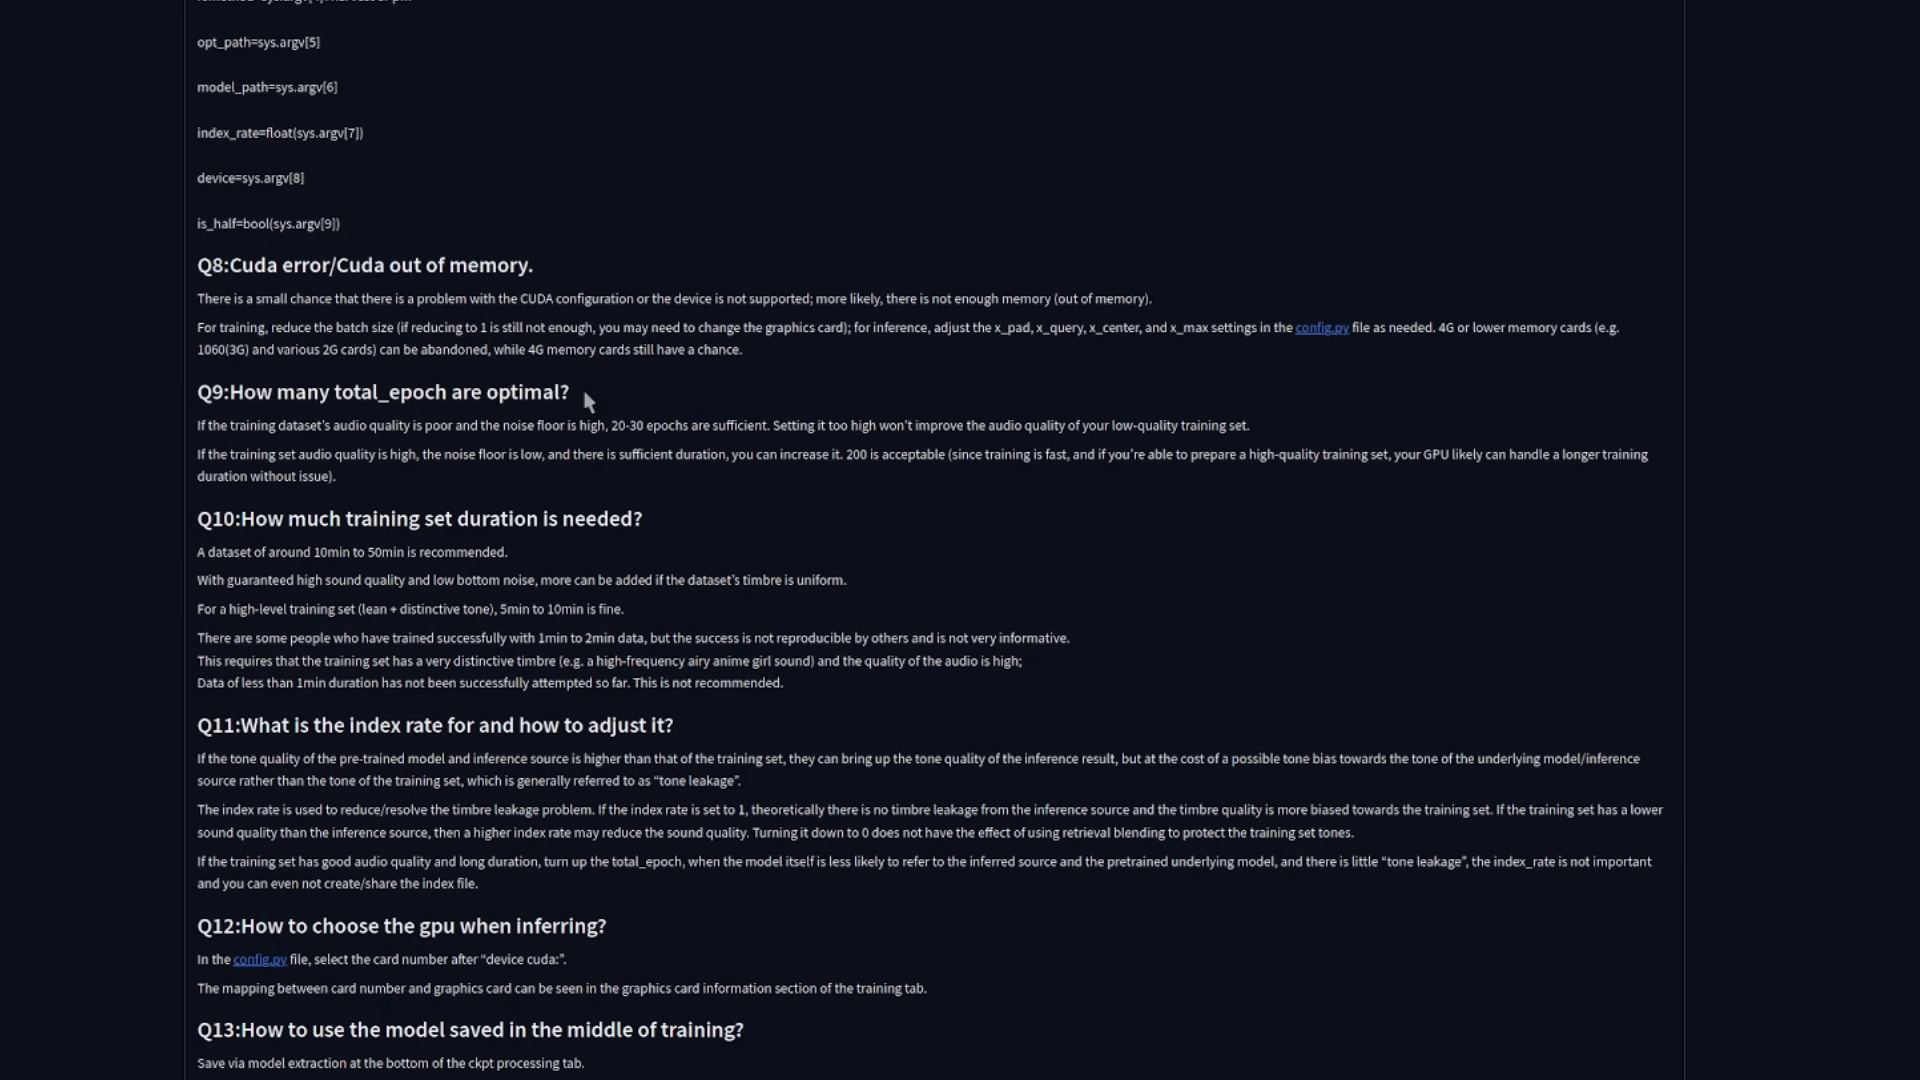 opt_path=sys.argv[5]
model_path=sys.argv[6]
index_rate=float(sys.argv[7])
device=sys.argv[8]
is_half=bool(sys.argv[9])
Q8:Cuda error/Cuda out of memory.
There is a small chance that there is a problem with the CUDA configuration or the device is not supported; more likely, there is not enough memory (out of memory).
For training, reduce the batch size (if reducing to 1 is still not enough, you may need to change the graphics card); for inference, adjust the x_pad, x_query, x_center, and x_max settings in the config.py file as needed. 4G or lower memory cards (e.g.
1060(3G) and various 2G cards) can be abandoned, while 4G memory cards still have a chance.
Q9:How many total_epoch are optimal?
If the training dataset's audio quality is poor and the noise floor is high, 20-30 epochs are sufficient. Setting it too high won't improve the audio quality of your low-quality training set.
If the training set audio quality is high, the noise floor is low, and there is sufficient duration, you can increase it. 200 is acceptable (since training is fast, and if you're able to prepare a high-quality training set, your GPU likely can handle a longer training
duration without issue).
Q10:How much training set duration is needed?
A dataset of around 10min to 50min is recommended.
With guaranteed high sound quality and low bottom noise, more can be added if the dataset's timbre is uniform.
For a high-level training set (lean + distinctive tone), 5min to 10min is fine.
There are some people who have trained successfully with 1min to 2min data, but the success is not reproducible by others and is not very informative.
This requires that the training set has a very distinctive timbre (e.g. a high-frequency airy anime girl sound) and the quality of the audio is high;
Data of less than 1min duration has not been successfully attempted so far. This is not recommended.
Q11:What is the index rate for and how to adjust it?
If the tone quality of the pre-trained model and inference source is higher than that of the training set, they can bring up the tone quality of the inference result, but at the cost of a possible tone bias towards the tone of the underlying model/inference
source rather than the tone of the training set, which is generally referred to as “tone leakage”.
The index rate is used to reduce/resolve the timbre leakage problem. If the index rate is set to 1, theoretically there is no timbre leakage from the inference source and the timbre quality is more biased towards the training set. If the training set has a lower
sound quality than the inference source, then a higher index rate may reduce the sound quality. Turning it down to 0 does not have the effect of using retrieval blending to protect the training set tones.
If the training set has good audio quality and long duration, turn up the total_epoch, when the model itself is less likely to refer to the inferred source and the pretrained underlying model, and there is little “tone leakage”, the index_rate is not important
and you can even not create/share the index file.
Q12:How to choose the gpu when inferring?
In the config.py file, select the card number after “device cuda:”.
The mapping between card number and graphics card can be seen in the graphics card information section of the training tab.
Q13:How to use the model saved in the middle of training?
Save via model extraction at the bottom of the ckpt processing tab.